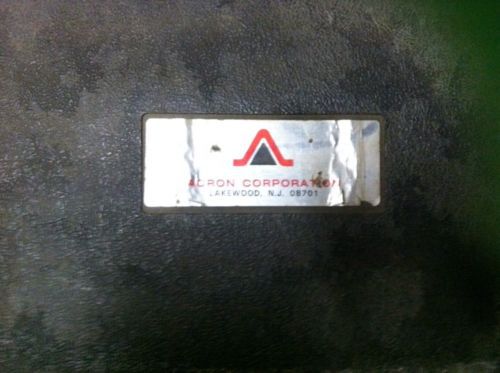 ACRON CORPORATION
LAKEWOOD, N.J. 08701